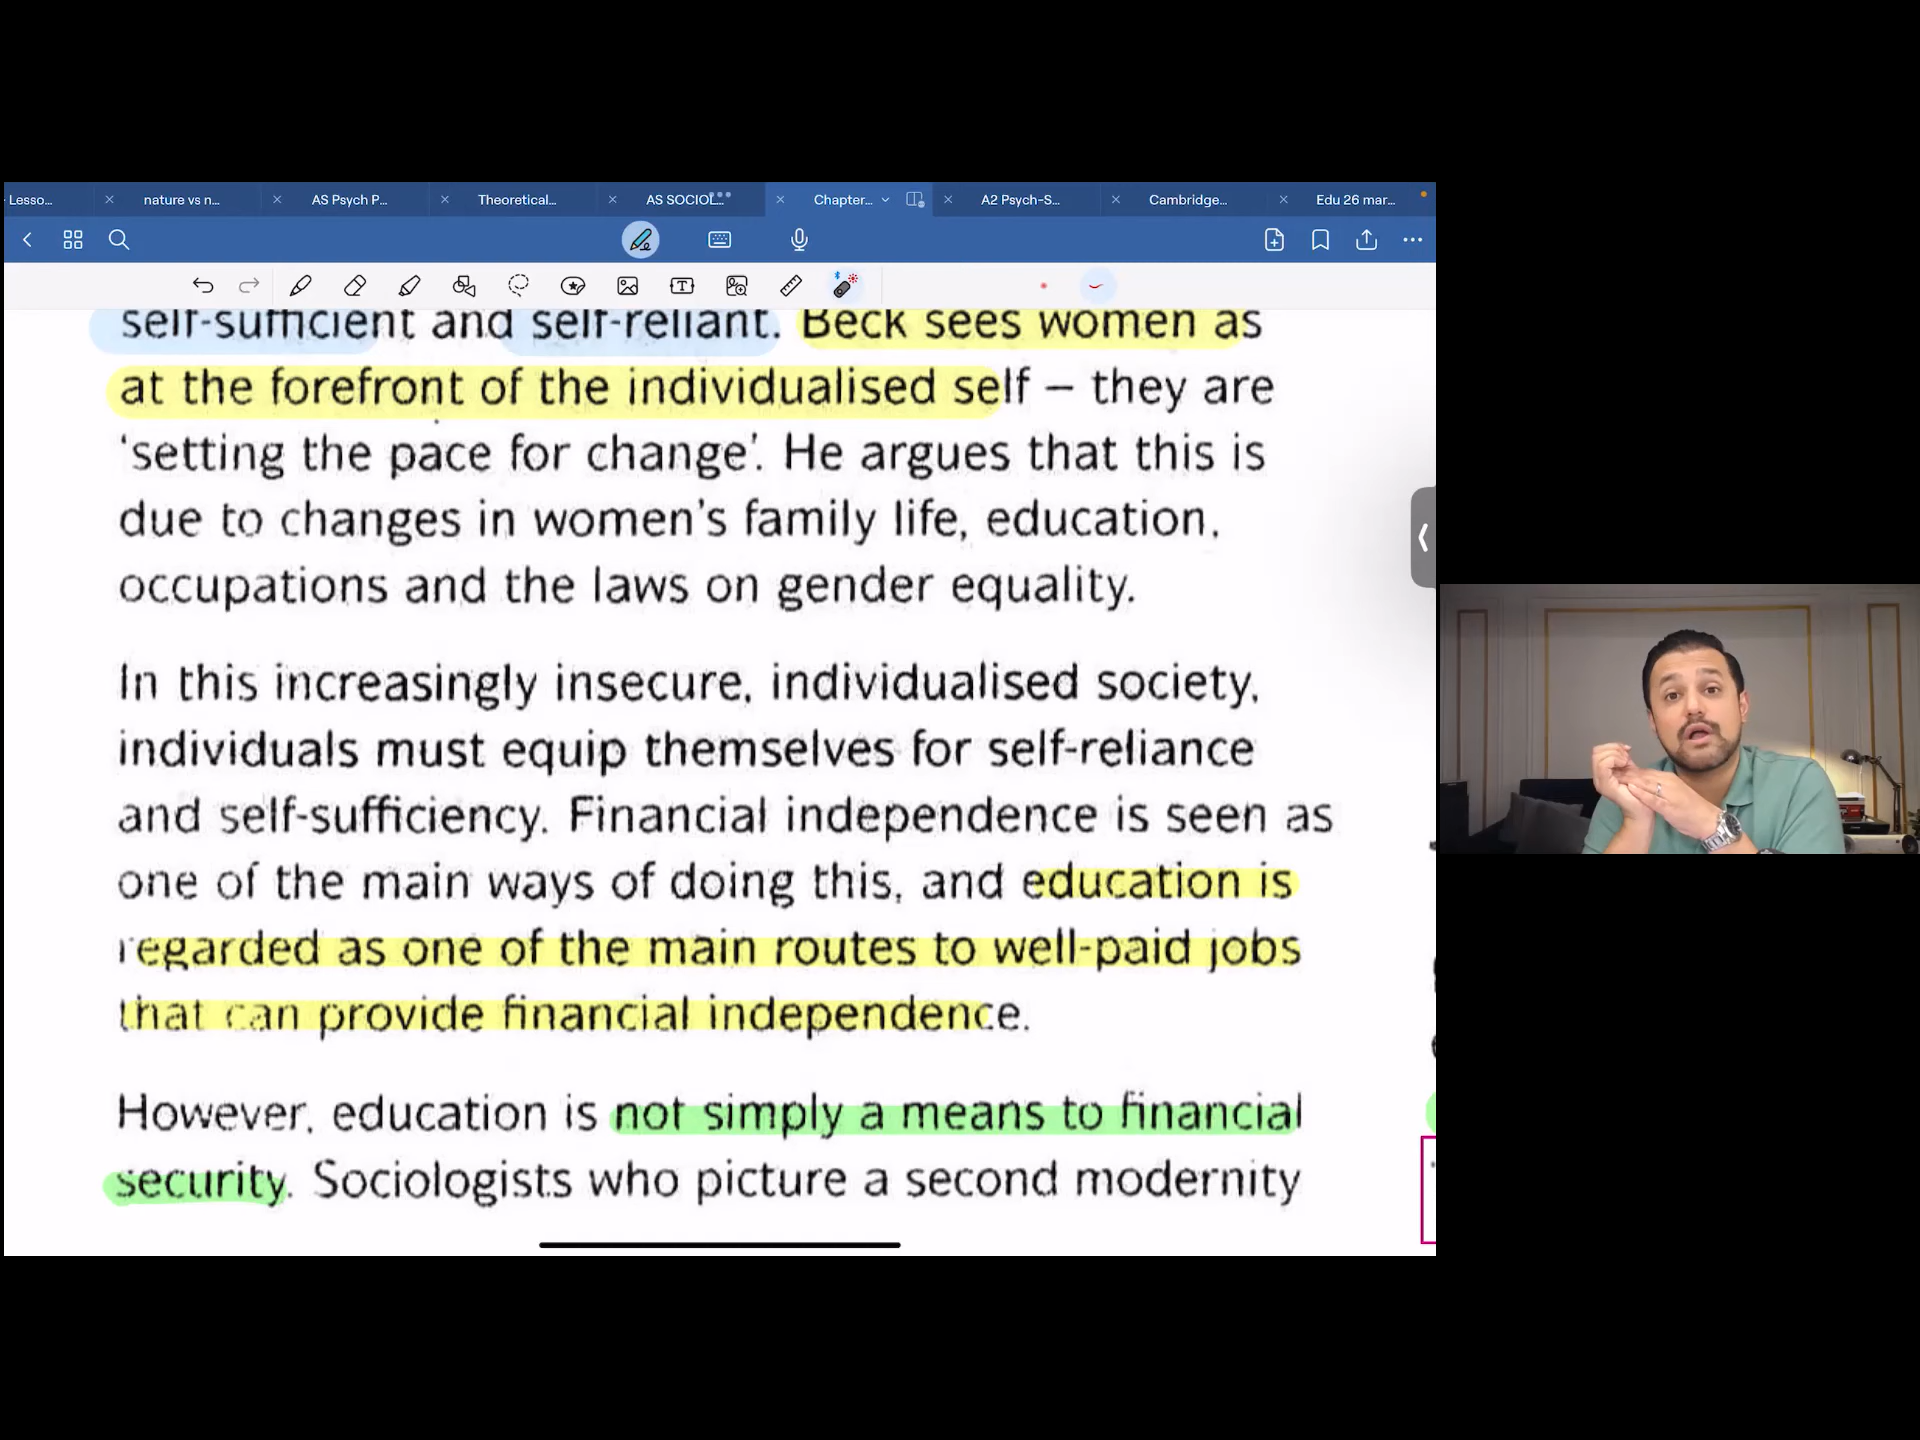 Lesso...
nature vs n...
AS Psych P...
Theoretical...
AS SOCIOL...
Chapter...
A2 Psych-S...
Cambridge...
Edu 26 mar...
self-sufficient and self-reliant. Beck sees women as
at the forefront of the individualised self – they are
‘setting the pace for change’. He argues that this is
due to changes in women’s family life, education,
occupations and the laws on gender equality.
In this increasingly insecure, individualised society,
individuals must equip themselves for self-reliance
and self-sufficiency. Financial independence is seen as
one of the main ways of doing this, and education is
regarded as one of the main routes to well-paid jobs
that can provide financial independence.
However, education is not simply a means to financial
security. Sociologists who picture a second modernity